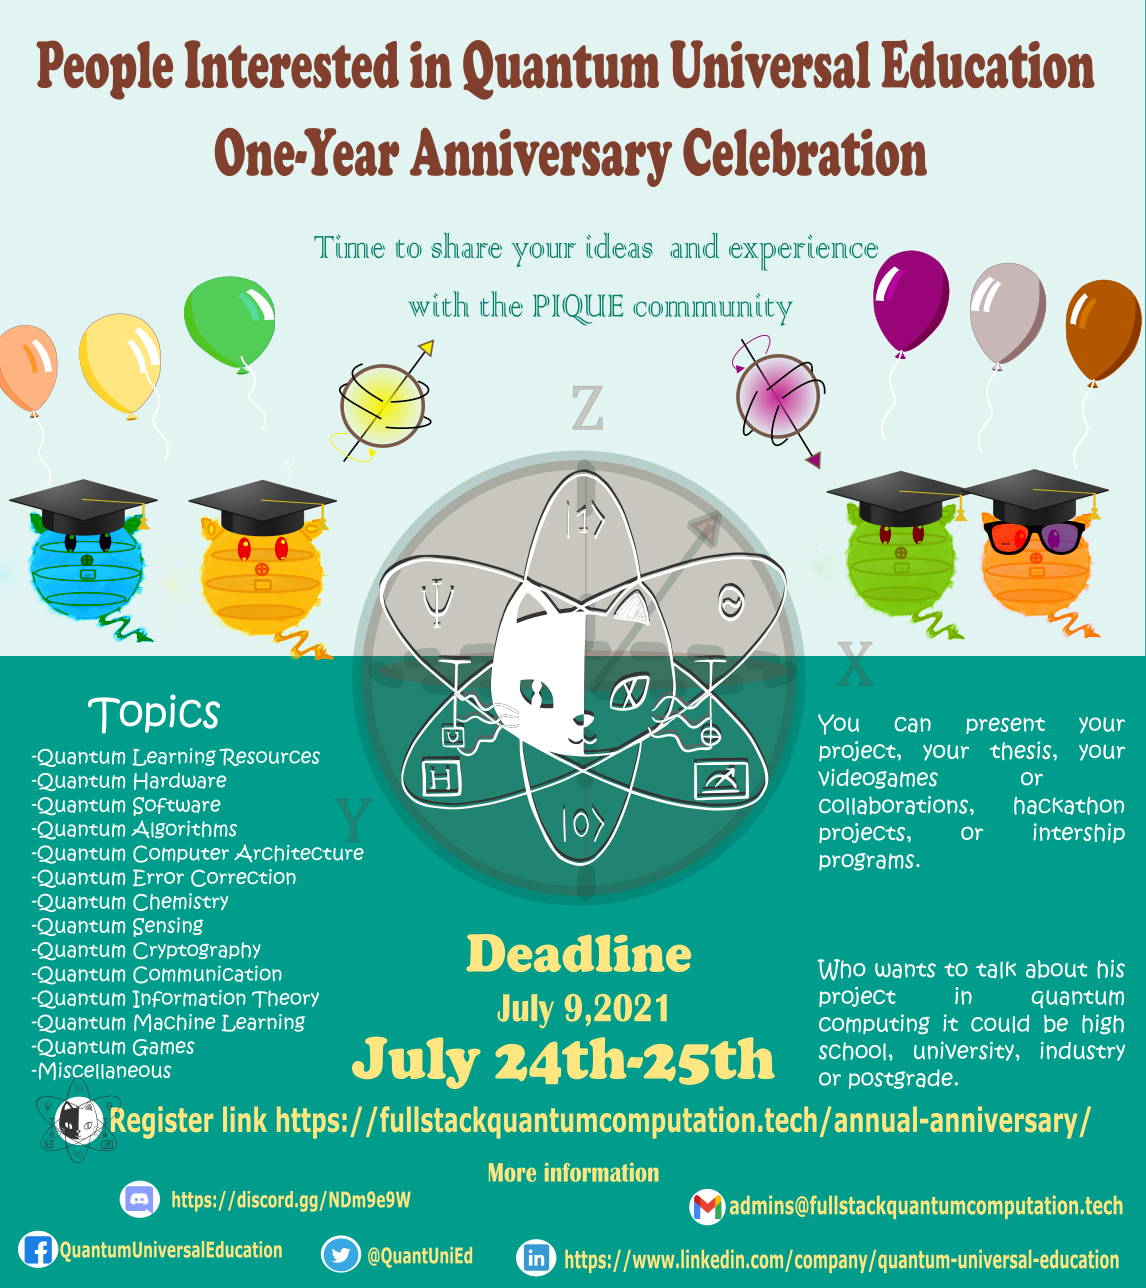 People Interested in Quantum Universal Education
One-Year Anniversary Celebration
Time to share your ideas and experience
with the PIQUE community
Z
Y
|1⟩
Ψ
X
Y
H
|0⟩
Topics
-Quantum Learning Resources
-Quantum Hardware
-Quantum Software
-Quantum Algorithms
-Quantum Computer Architecture
-Quantum Error Correction
-Quantum Chemistry
-Quantum Sensing
-Quantum Cryptography
-Quantum Communication
-Quantum Information Theory
-Quantum Machine Learning
-Quantum Games
-Miscellaneous
You can present your
project, your thesis, your
videogames or
collaborations, hackathon
projects, or intership
programs.
Who wants to talk about his
project in quantum
computing it could be high
school, university, industry
or postgrade.
Deadline
July 9,2021
July 24th-25th
Register link https://fullstackquantumcomputation.tech/annual-anniversary/
More information
https://discord.gg/NDm9e9W
admins@fullstackquantumcomputation.tech
QuantumUniversalEducation
@QuantUniEd
https://www.linkedin.com/company/quantum-universal-education